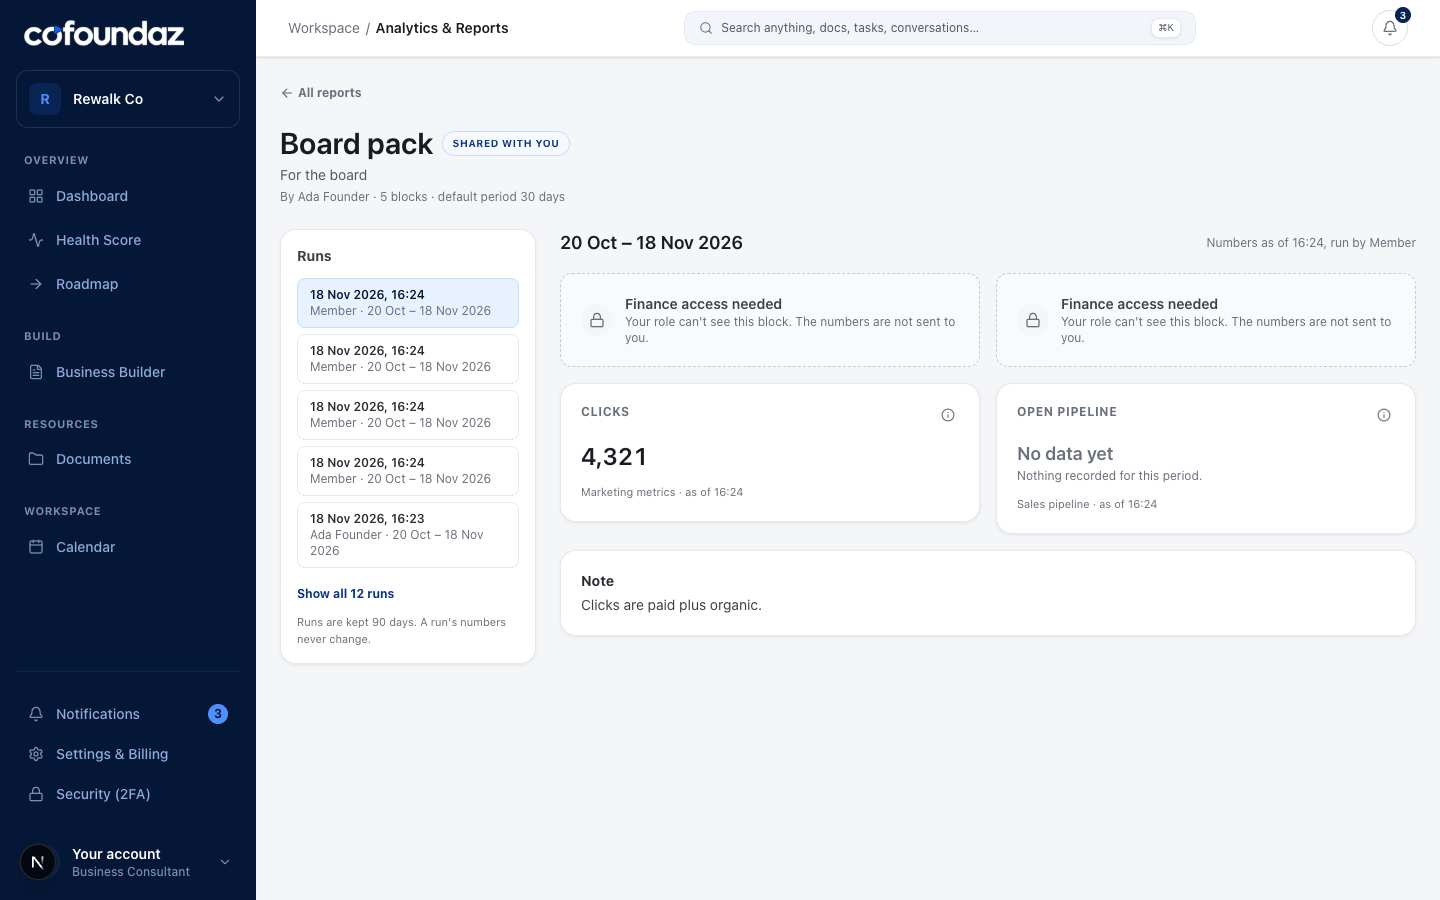 cofoundaz
R
Rewalk Co
OVERVIEW
Dashboard
Health Score
Roadmap
BUILD
Business Builder
RESOURCES
Documents
WORKSPACE
Calendar
Notifications 3
Settings & Billing
Security (2FA)
N
Your account
Business Consultant
Workspace / Analytics & Reports
Search anything, docs, tasks, conversations...
⌘K
3
← All reports
Board pack
SHARED WITH YOU
For the board
By Ada Founder · 5 blocks · default period 30 days
Runs
18 Nov 2026, 16:24
Member · 20 Oct – 18 Nov 2026
18 Nov 2026, 16:24
Member · 20 Oct – 18 Nov 2026
18 Nov 2026, 16:24
Member · 20 Oct – 18 Nov 2026
18 Nov 2026, 16:24
Member · 20 Oct – 18 Nov 2026
18 Nov 2026, 16:23
Ada Founder · 20 Oct – 18 Nov
2026
Show all 12 runs
Runs are kept 90 days. A run's numbers
never change.
20 Oct – 18 Nov 2026
Numbers as of 16:24, run by Member
Finance access needed
Your role can't see this block. The numbers are not sent to
you.
Finance access needed
Your role can't see this block. The numbers are not sent to
you.
CLICKS
4,321
Marketing metrics · as of 16:24
OPEN PIPELINE
No data yet
Nothing recorded for this period.
Sales pipeline · as of 16:24
Note
Clicks are paid plus organic.